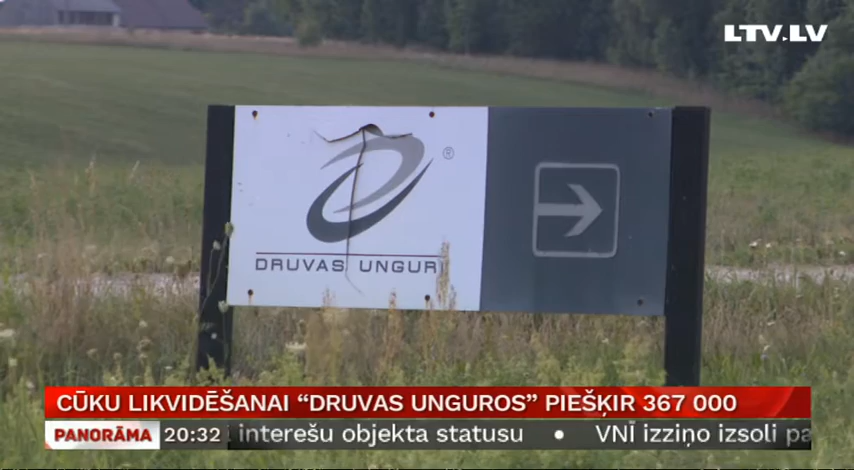 LTV.LV
®
DRUVAS UNGURI
CŪKU LIKVIDĒŠANAI “DRUVAS UNGUROS” PIEŠĶIR 367 000
PANORĀMA 20:32 interešu objekta statusu • VNĪ izziņo izsoli pa